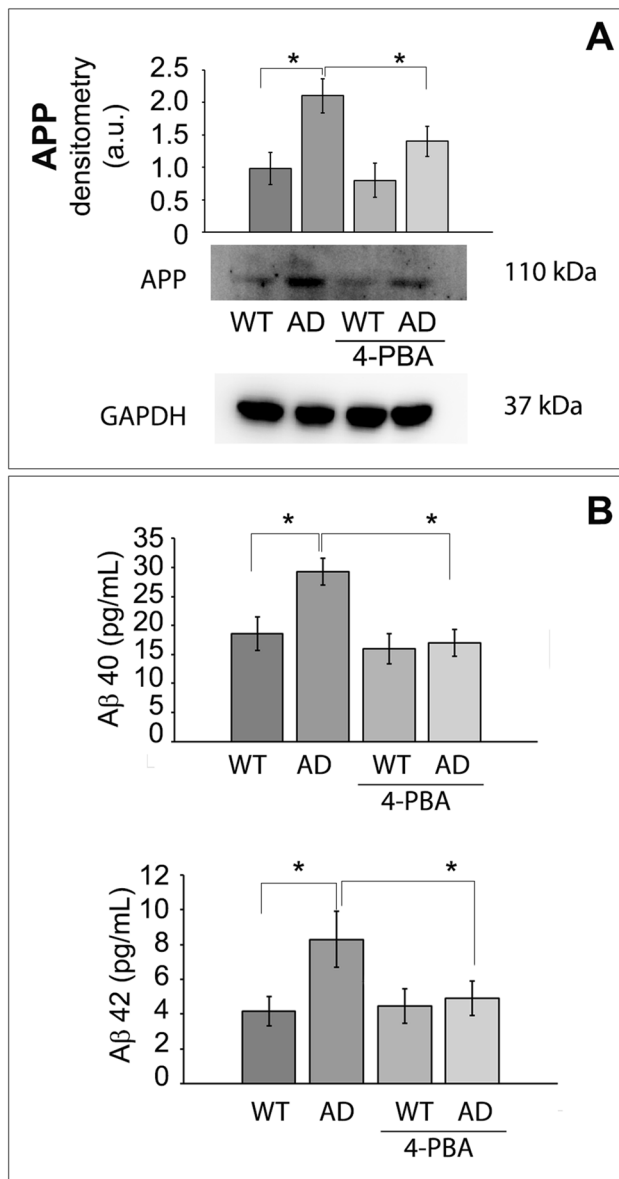 A
* *
APP
densitometry
(a.u.)
2.5
2.0
1.5
1.0
0.5
0
APP
110 kDa
WT AD WT AD
4-PBA
GAPDH
37 kDa
B
* *
Aβ 40 (pg/mL)
35
30
25
20
15
10
5
0
WT AD WT AD
4-PBA
* *
Aβ 42 (pg/mL)
12
10
8
6
4
2
0
WT AD WT AD
4-PBA